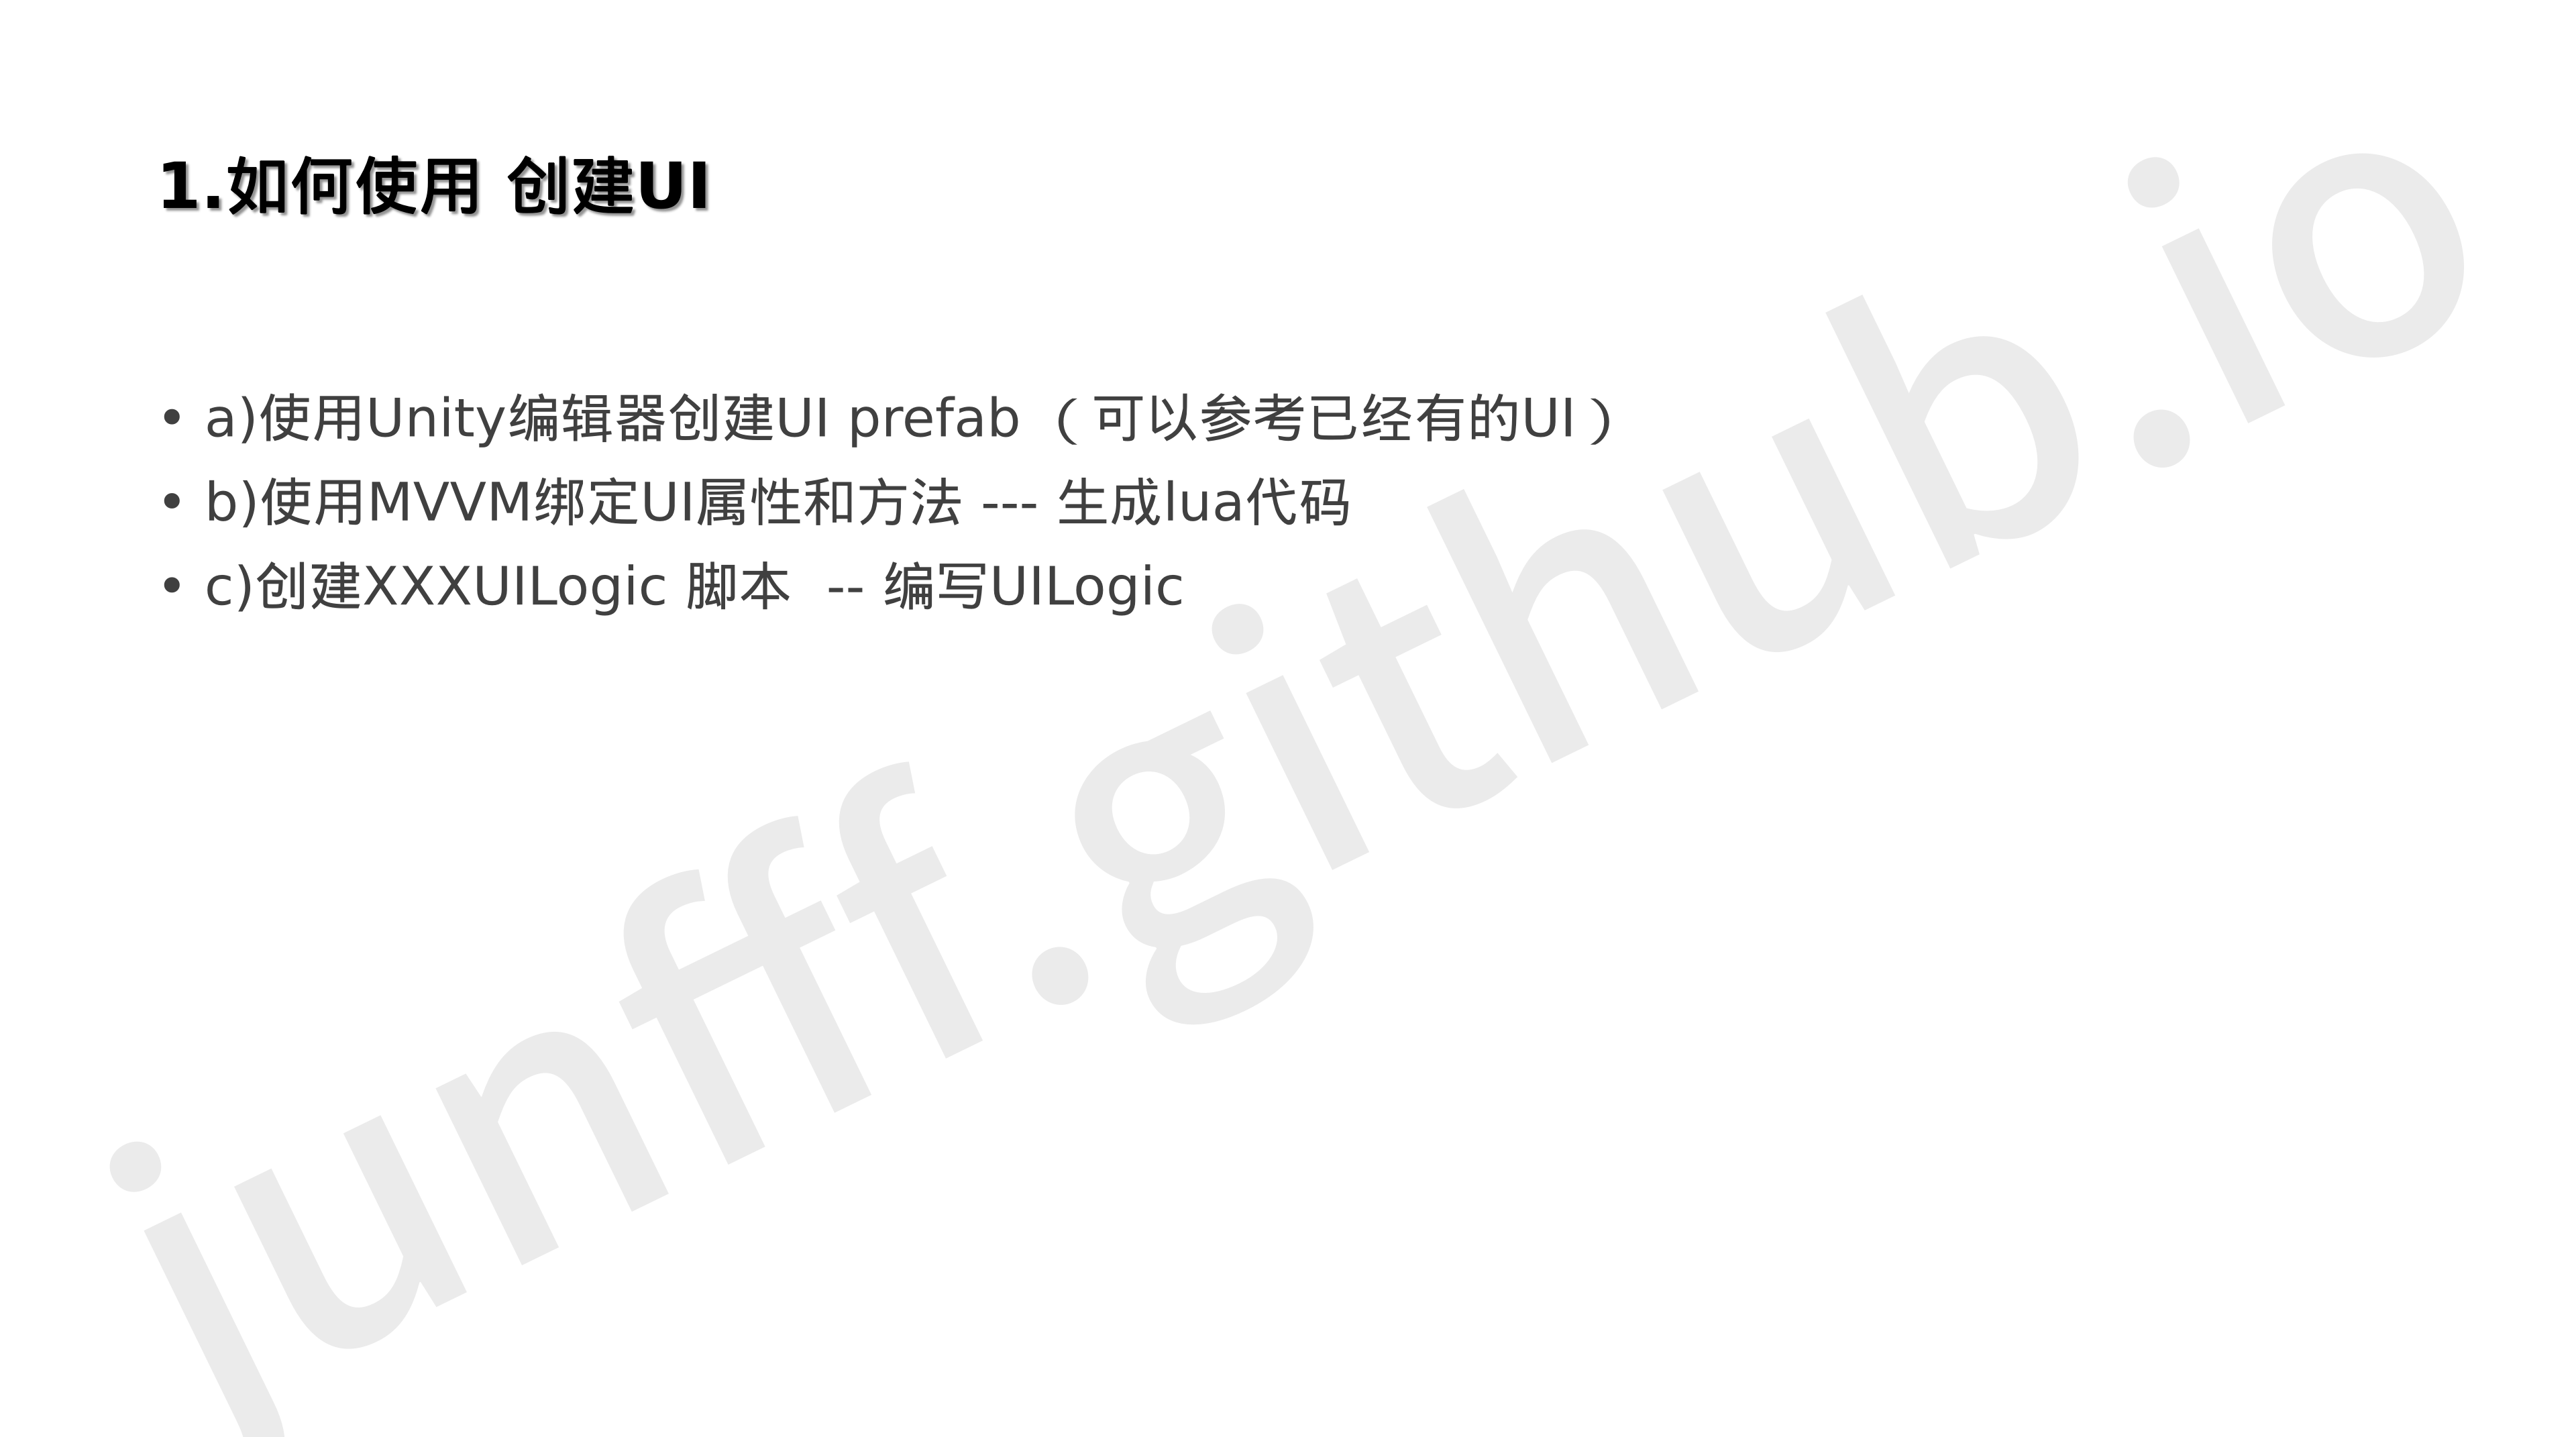 1.如何使用 创建UI
• a)使用Unity编辑器创建UI prefab （可以参考已经有的UI）
• b)使用MVVM绑定UI属性和方法 --- 生成lua代码
• c)创建XXXUILogic 脚本  -- 编写UILogic
junfff.github.io